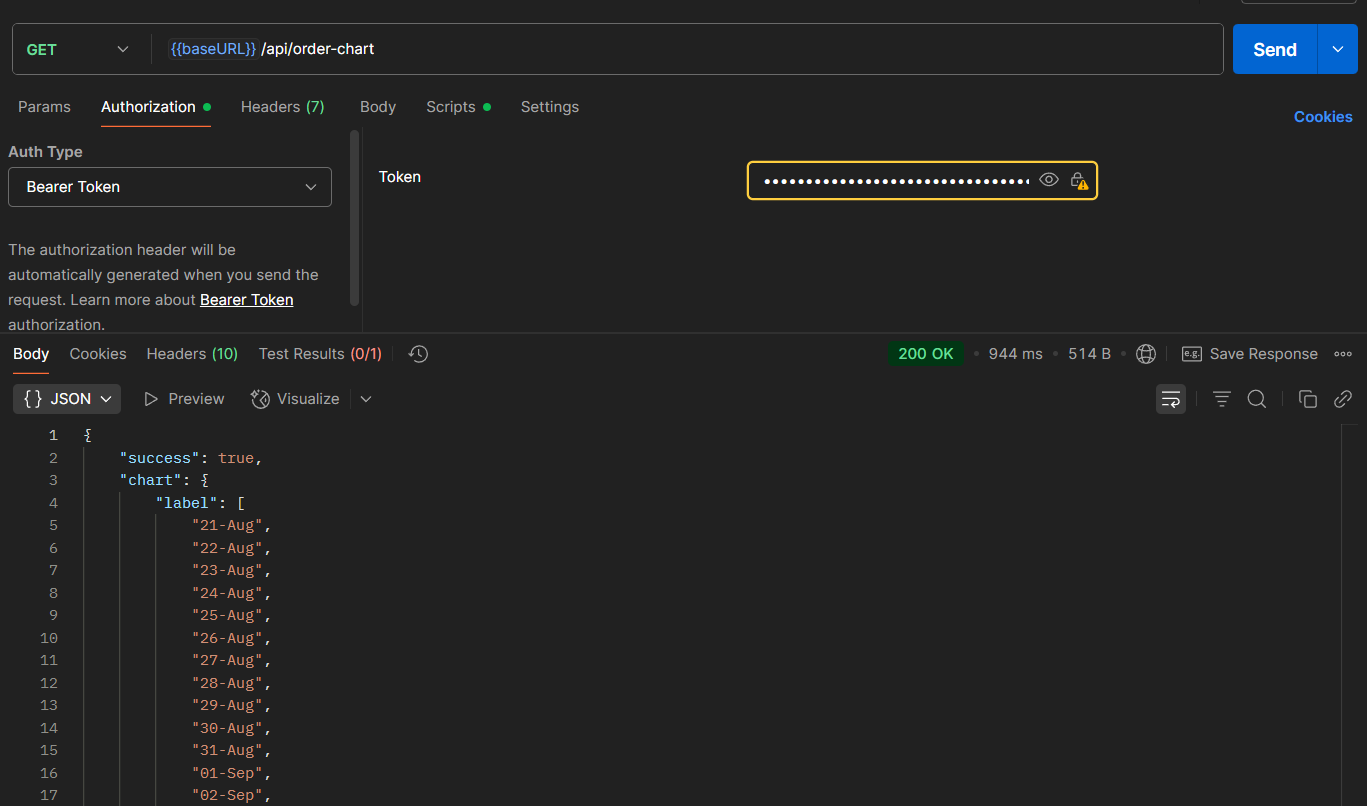 GET {{baseURL}} /api/order-chart Send
Params Authorization Headers (7) Body Scripts Settings
Cookies
Auth Type
Bearer Token
Token
The authorization header will be
automatically generated when you send the
request. Learn more about Bearer Token
authorization.
Body Cookies Headers (10) Test Results (0/1) 200 OK 944 ms 514 B e.g. Save Response
{} JSON Preview Visualize
1 {
2 "success": true,
3 "chart": {
4 "label": [
5 "21-Aug",
6 "22-Aug",
7 "23-Aug",
8 "24-Aug",
9 "25-Aug",
10 "26-Aug",
11 "27-Aug",
12 "28-Aug",
13 "29-Aug",
14 "30-Aug",
15 "31-Aug",
16 "01-Sep",
17 "02-Sep",